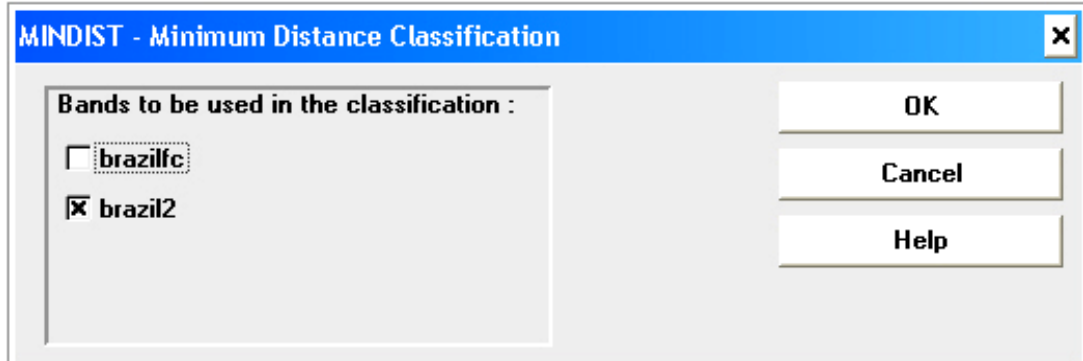 MINDIST - Minimum Distance Classification
Bands to be used in the classification :
brazilfc
brazil2
OK
Cancel
Help